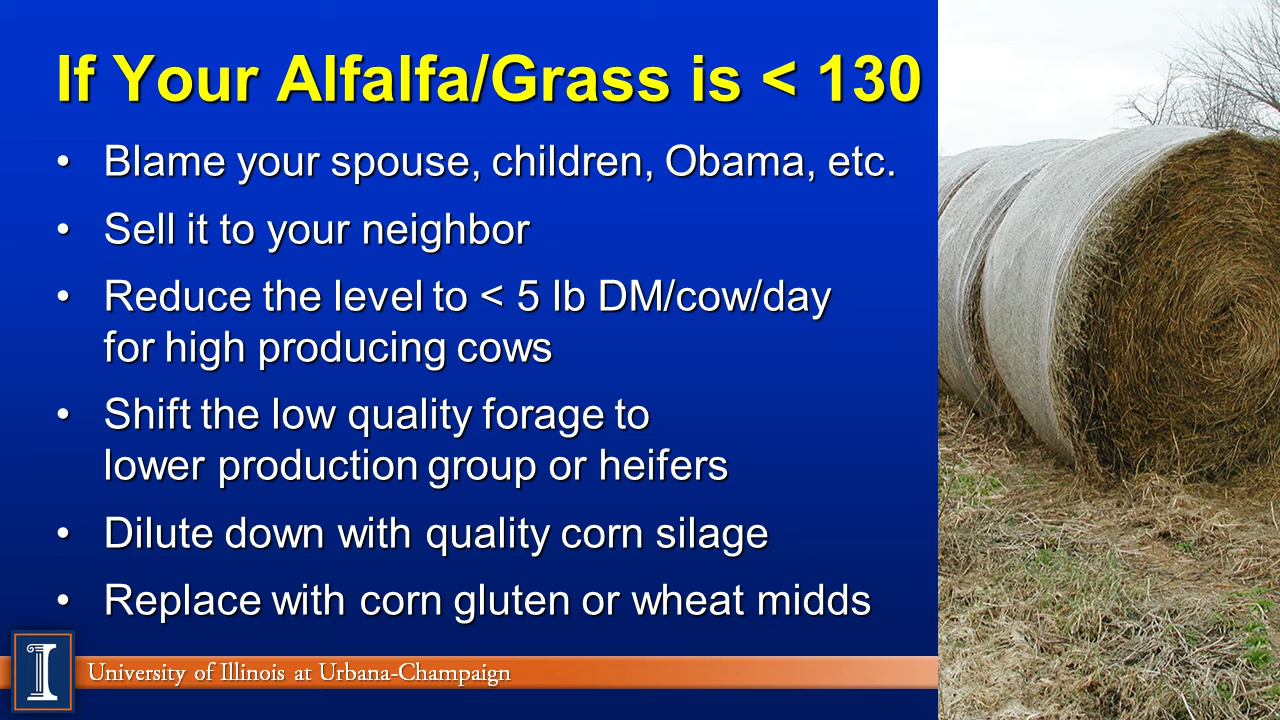 If Your Alfalfa/Grass is < 130
• Blame your spouse, children, Obama, etc.
• Sell it to your neighbor
• Reduce the level to < 5 lb DM/cow/day
for high producing cows
• Shift the low quality forage to
lower production group or heifers
• Dilute down with quality corn silage
• Replace with corn gluten or wheat midds
I
University of Illinois at Urbana-Champaign